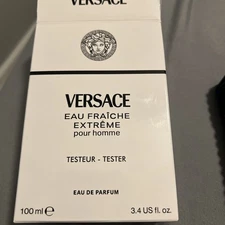 VERSACE
VERSACE
EAU FRAÎCHE
EXTRÊME
pour homme
TESTEUR - TESTER
EAU DE PARFUM
100 ml ℮ 3.4 US fl. oz.